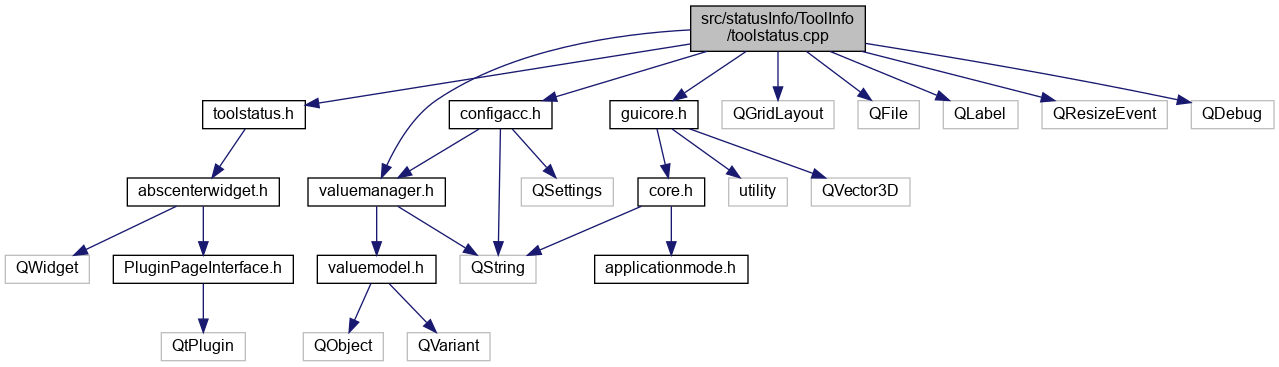 src/statusInfo/ToolInfo
/toolstatus.cpp
toolstatus.h
configacc.h
guicore.h
QGridLayout
QFile
QLabel
QResizeEvent
QDebug
abscenterwidget.h
valuemanager.h
QSettings
core.h
utility
QVector3D
QWidget
PluginPageInterface.h
valuemodel.h
QString
applicationmode.h
QtPlugin
QObject
QVariant